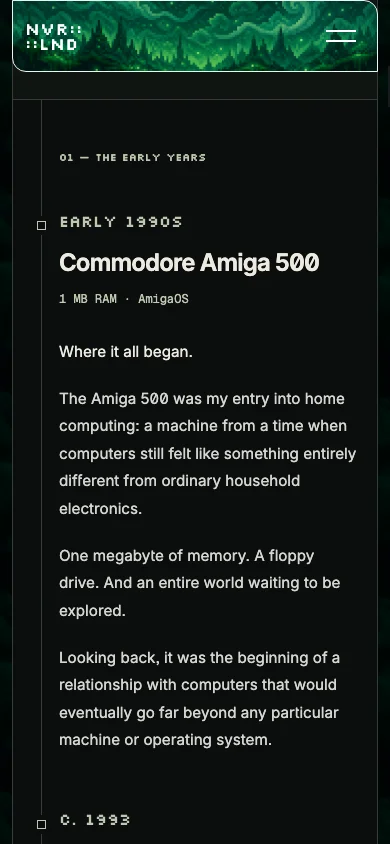 NVR::
::LND
01 — THE EARLY YEARS
EARLY 1990S
Commodore Amiga 500
1 MB RAM · AmigaOS
Where it all began.
The Amiga 500 was my entry into home
computing: a machine from a time when
computers still felt like something entirely
different from ordinary household
electronics.
One megabyte of memory. A floppy
drive. And an entire world waiting to be
explored.
Looking back, it was the beginning of a
relationship with computers that would
eventually go far beyond any particular
machine or operating system.
C. 1993